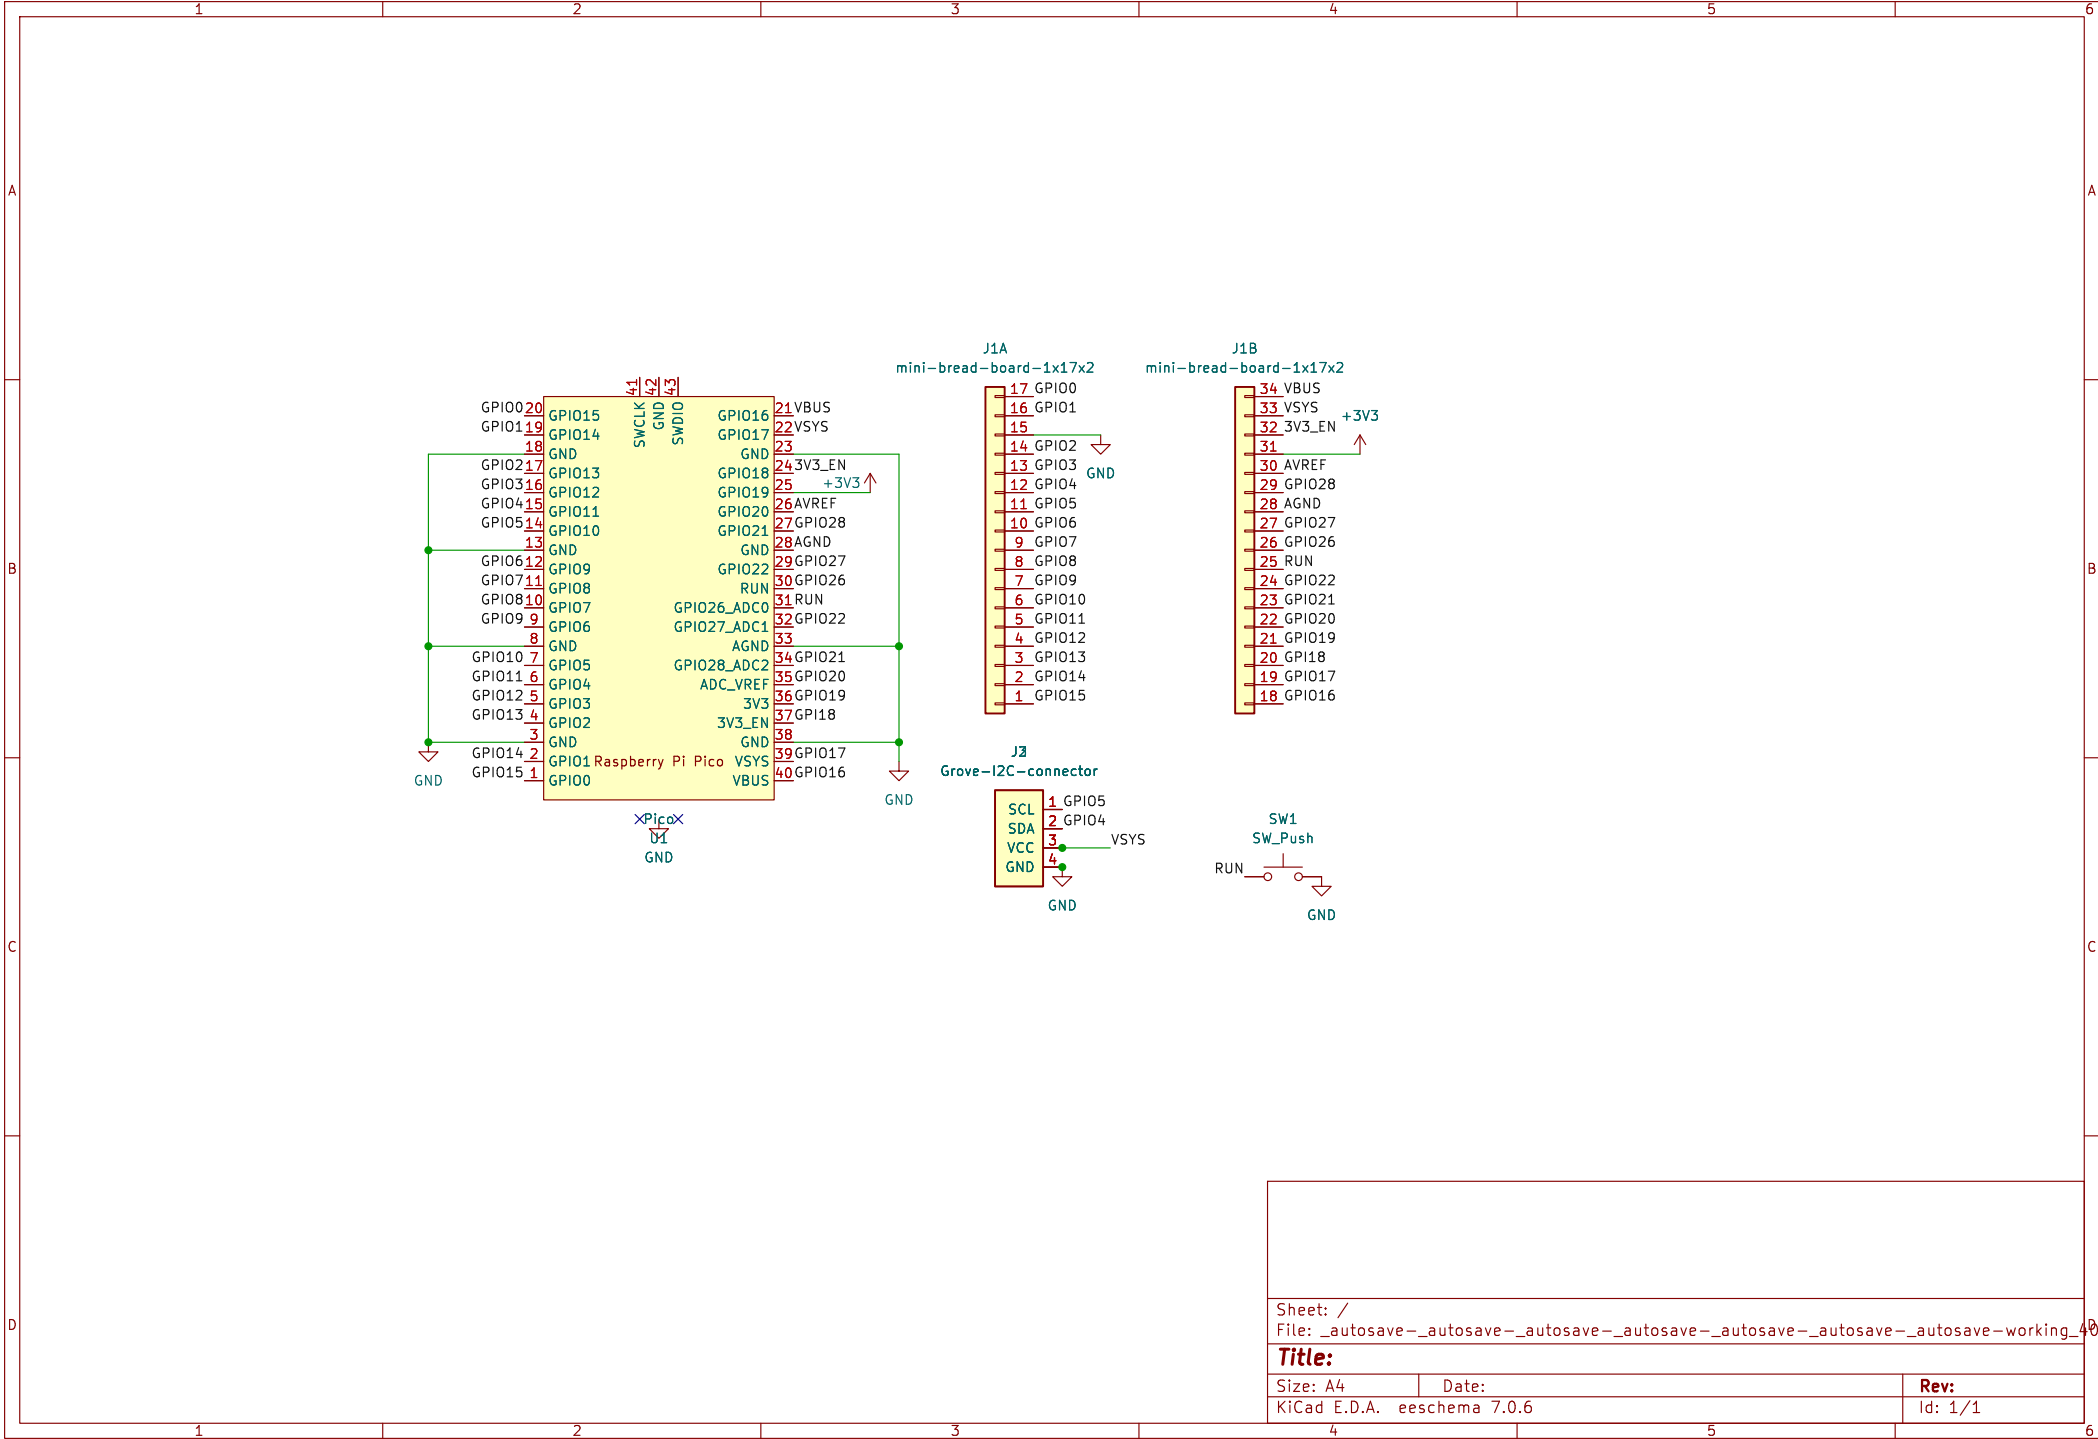 1 2 3 4 5 6
A
A
B
B
C
C
D
D
41 42 43
SWCLK GND SWDIO
GPIO0 20 GPIO15
GPIO1 19 GPIO14
18 GND
GPIO2 17 GPIO13
GPIO3 16 GPIO12
GPIO4 15 GPIO11
GPIO5 14 GPIO10
13 GND
GPIO6 12 GPIO9
GPIO7 11 GPIO8
GPIO8 10 GPIO7
GPIO9 9 GPIO6
8 GND
GPIO10 7 GPIO5
GPIO11 6 GPIO4
GPIO12 5 GPIO3
GPIO13 4 GPIO2
3 GND
GPIO14 2 GPIO1
GPIO15 1 GPIO0
GND
Raspberry Pi Pico
GPIO16 21 VBUS
GPIO17 22 VSYS
GND 23
GPIO18 24 3V3_EN
GPIO19 25 +3V3
GPIO20 26 AVREF
GPIO21 27 GPIO28
GND 28 AGND
GPIO22 29 GPIO27
RUN 30 GPIO26
GPIO26_ADC0 31 RUN
GPIO27_ADC1 32 GPIO22
AGND 33
GPIO28_ADC2 34 GPIO21
ADC_VREF 35 GPIO20
3V3 36 GPIO19
3V3_EN 37 GPI18
GND 38
VSYS 39 GPIO17
VBUS 40 GPIO16
GND
Pico
U1
GND
J1A
mini-bread-board-1x17x2
17 GPIO0
16 GPIO1
15
GND
14 GPIO2
13 GPIO3
12 GPIO4
11 GPIO5
10 GPIO6
9 GPIO7
8 GPIO8
7 GPIO9
6 GPIO10
5 GPIO11
4 GPIO12
3 GPIO13
2 GPIO14
1 GPIO15
J1B
mini-bread-board-1x17x2
34 VBUS
33 VSYS
32 3V3_EN
31 +3V3
30 AVREF
29 GPIO28
28 AGND
27 GPIO27
26 GPIO26
25 RUN
24 GPIO22
23 GPIO21
22 GPIO20
21 GPIO19
20 GPI18
19 GPIO17
18 GPIO16
Grove-I2C-connector
SCL 1 GPIO5
SDA 2 GPIO4
VCC 3 VSYS
GND 4
GND
SW1
SW_Push
RUN
GND
Sheet: /
File: _autosave-_autosave-_autosave-_autosave-_autosave-_autosave-_autosave-working_40
Title:
Size: A4 Date: Rev:
KiCad E.D.A. eeschema 7.0.6 Id: 1/1
1 2 3 4 5 6